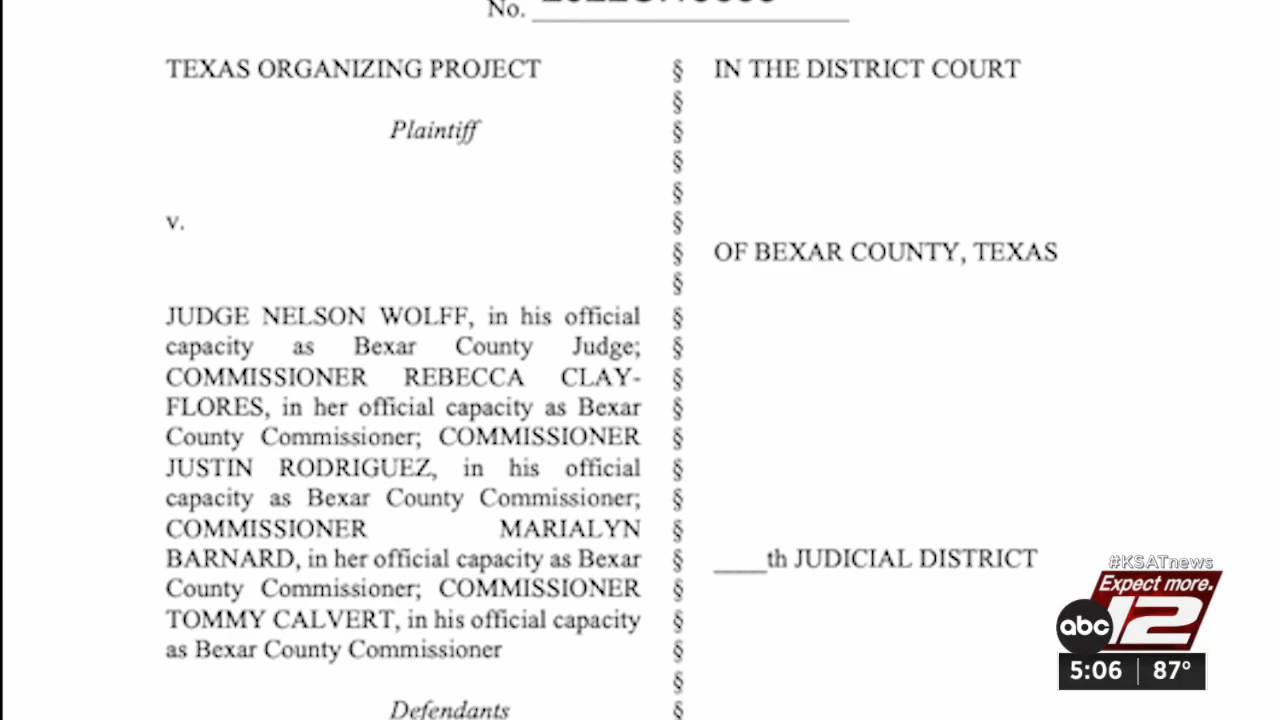 No.
TEXAS ORGANIZING PROJECT § IN THE DISTRICT COURT
§
Plaintiff §
§
§
v. §
§ OF BEXAR COUNTY, TEXAS
§
JUDGE NELSON WOLFF, in his official §
capacity as Bexar County Judge; §
COMMISSIONER REBECCA CLAY- §
FLORES, in her official capacity as Bexar §
County Commissioner; COMMISSIONER §
JUSTIN RODRIGUEZ, in his official §
capacity as Bexar County Commissioner; §
COMMISSIONER MARIALYN §
BARNARD, in her official capacity as Bexar § ____th JUDICIAL DISTRICT
County Commissioner; COMMISSIONER §
TOMMY CALVERT, in his official capacity §
as Bexar County Commissioner §
§
Defendants §
#KSATnews
Expect more.
abc 12
5:06 87°